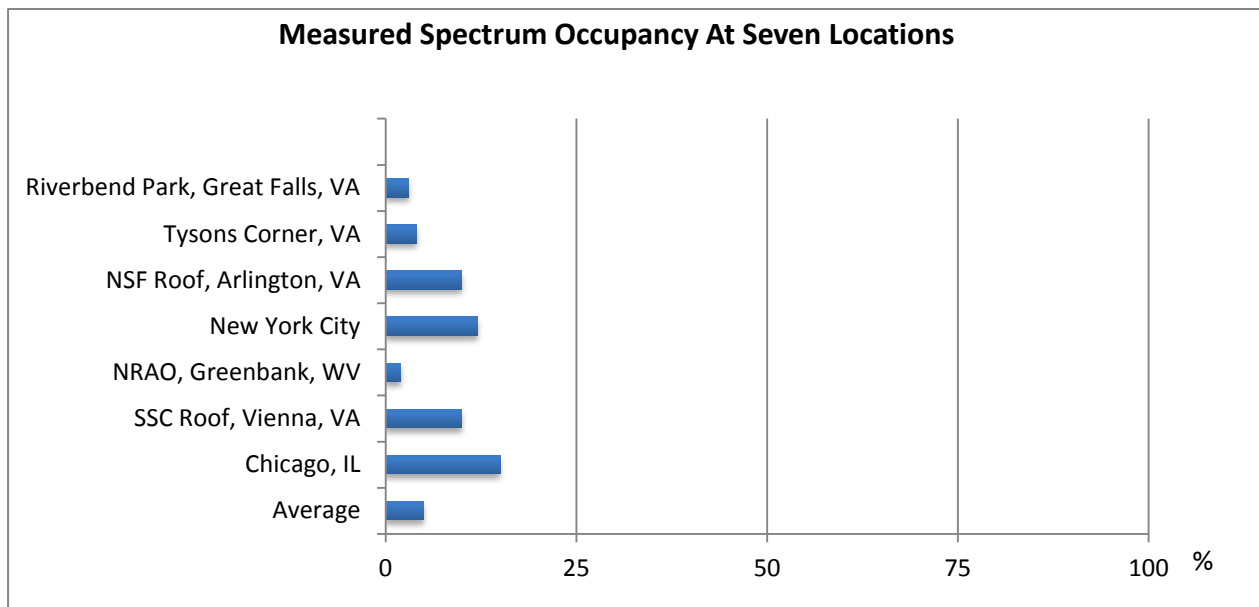 Measured Spectrum Occupancy At Seven Locations
Riverbend Park, Great Falls, VA
Tysons Corner, VA
NSF Roof, Arlington, VA
New York City
NRAO, Greenbank, WV
SSC Roof, Vienna, VA
Chicago, IL
Average
0 25 50 75 100 %